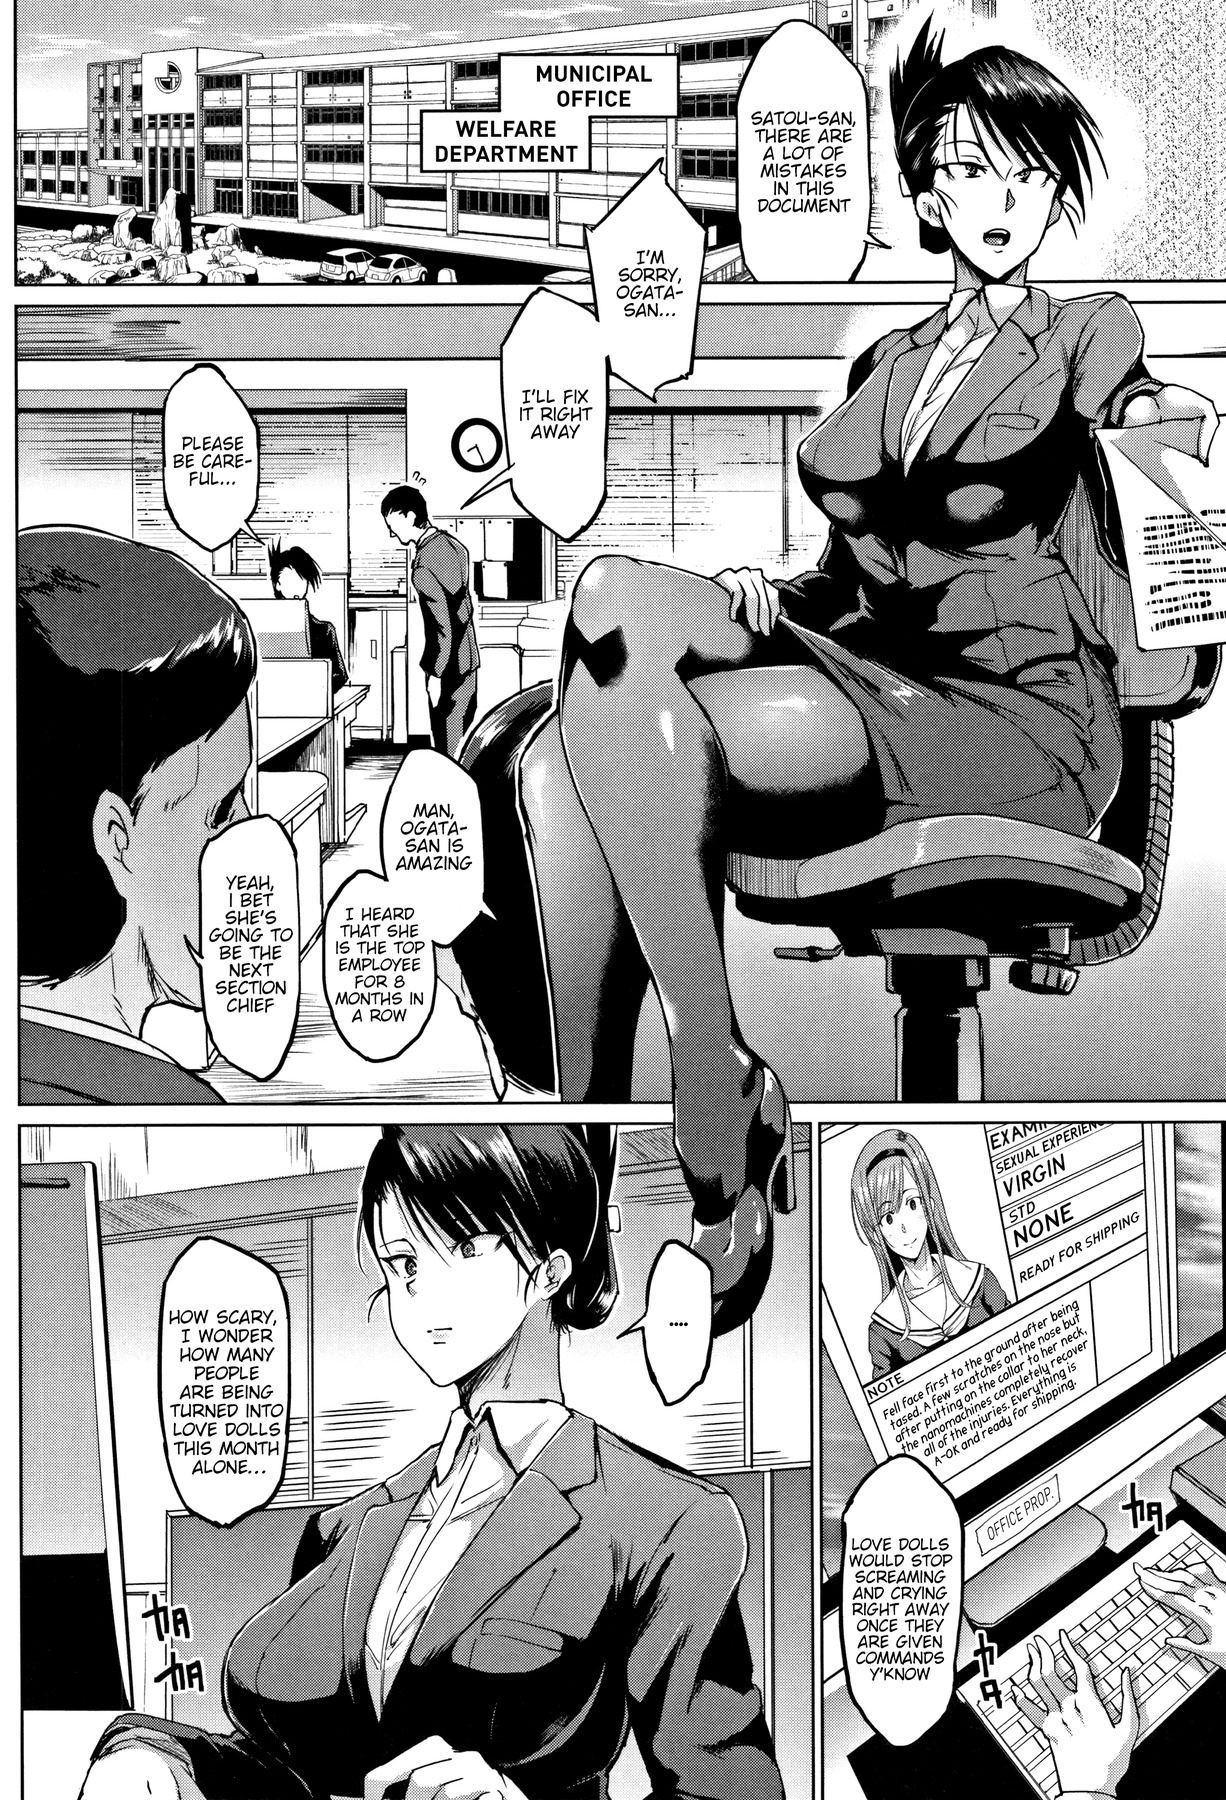 MUNICIPAL
OFFICE
WELFARE
DEPARTMENT
SATOU-SAN,
THERE ARE
A LOT OF
MISTAKES
IN THIS
DOCUMENT
I'M
SORRY,
OGATA-
SAN...
I'LL FIX
IT RIGHT
AWAY
PLEASE
BE CARE-
FUL...
MAN,
OGATA-
SAN IS
AMAZING
I HEARD
THAT SHE
IS THE TOP
EMPLOYEE
FOR 8
MONTHS IN
A ROW
YEAH,
I BET
SHE'S
GOING TO
BE THE
NEXT
SECTION
CHIEF
EXAMI
SEXUAL EXPERIENC
VIRGIN
STD
NONE
READY FOR SHIPPING
NOTE
Fell face first to the ground after being
tased. A few scratches on the nose but
after putting on the collar to her neck,
the nanomachines completely recover
all of the injuries. Everything is
A-OK and ready for shipping.
OFFICE PROP.
カタ
カタ
LOVE DOLLS
WOULD STOP
SCREAMING
AND CRYING
RIGHT AWAY
ONCE THEY
ARE GIVEN
COMMANDS
Y'KNOW
.....
HOW SCARY,
I WONDER
HOW MANY
PEOPLE
ARE BEING
TURNED INTO
LOVE DOLLS
THIS MONTH
ALONE...
カタ
カタ